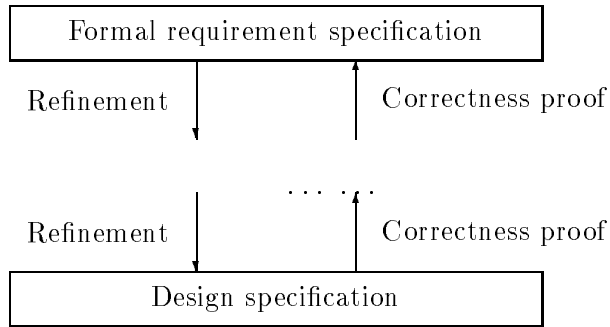 Formal requirement specification
Refinement Correctness proof
... ...
Refinement Correctness proof
Design specification